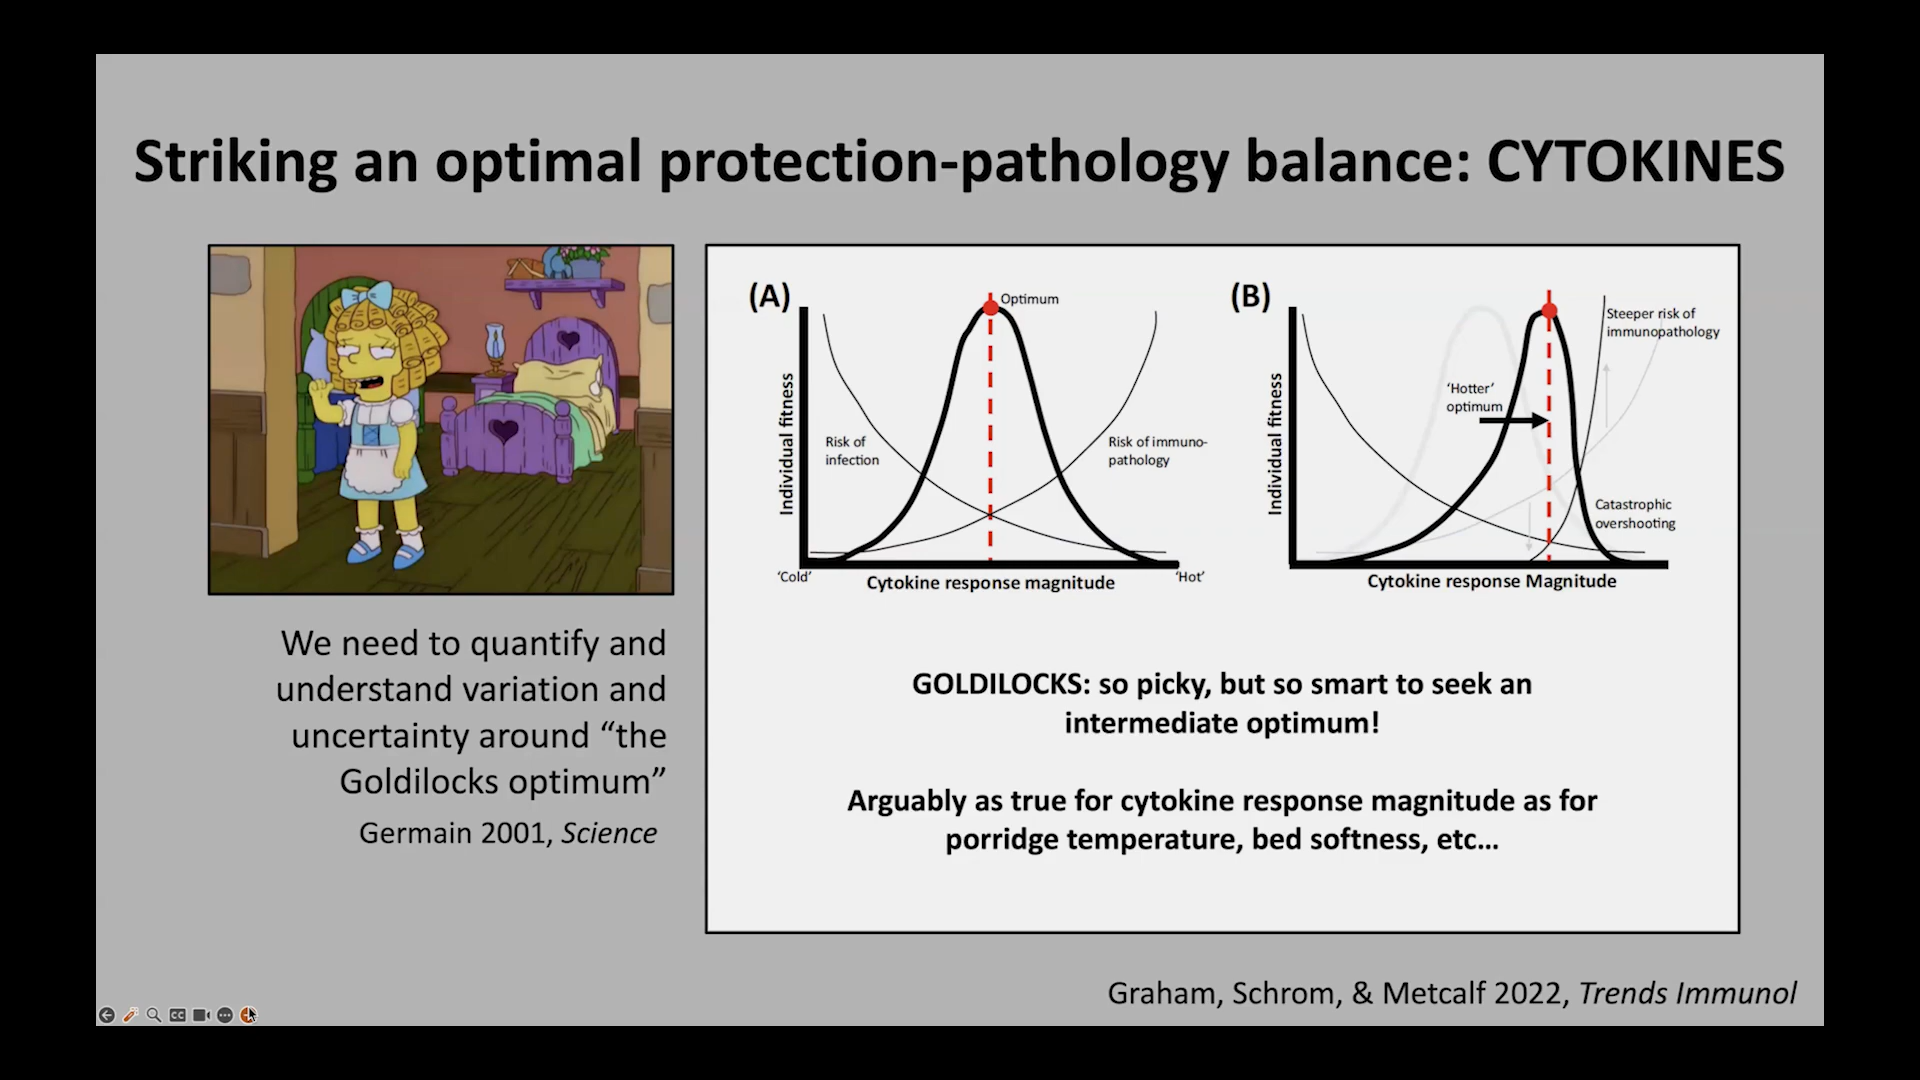 Striking an optimal protection-pathology balance: CYTOKINES
We need to quantify and
understand variation and
uncertainty around “the
Goldilocks optimum”
Germain 2001, Science
(A)
Optimum
Individual fitness
Risk of
infection
Risk of immuno-
pathology
‘Cold’
Cytokine response magnitude
‘Hot’
(B)
Steeper risk of
immunopathology
Individual fitness
‘Hotter’
optimum
Catastrophic
overshooting
Cytokine response Magnitude
GOLDILOCKS: so picky, but so smart to seek an
intermediate optimum!
Arguably as true for cytokine response magnitude as for
porridge temperature, bed softness, etc...
Graham, Schrom, & Metcalf 2022, Trends Immunol
CC